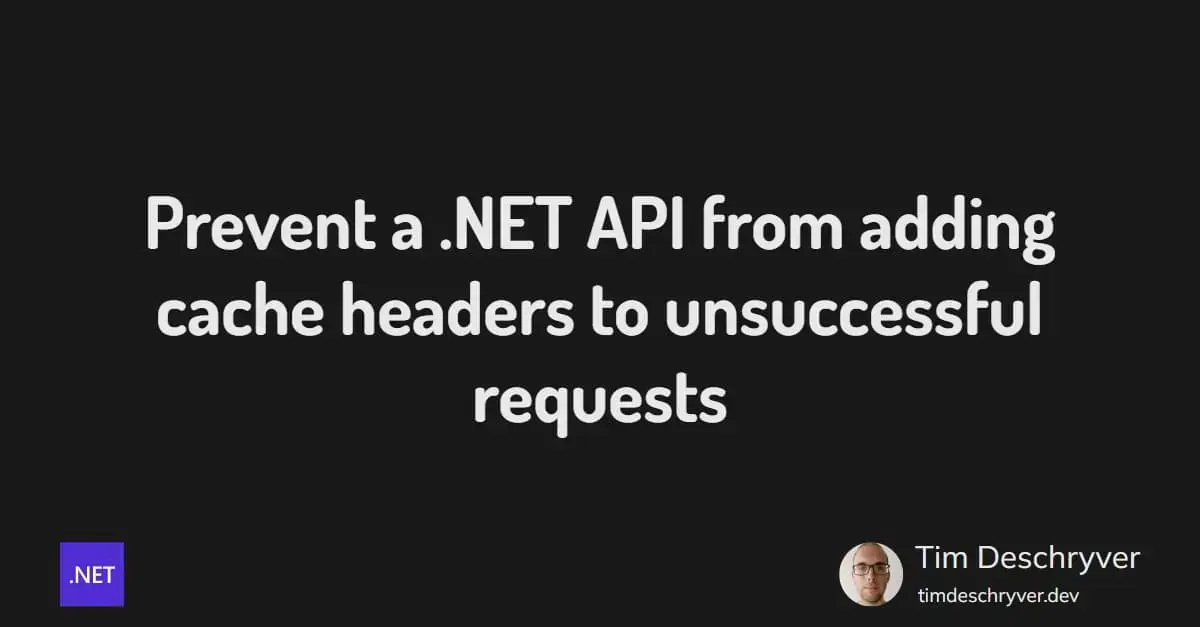 Prevent a .NET API from adding
cache headers to unsuccessful
requests
.NET
Tim Deschryver
timdeschryver.dev